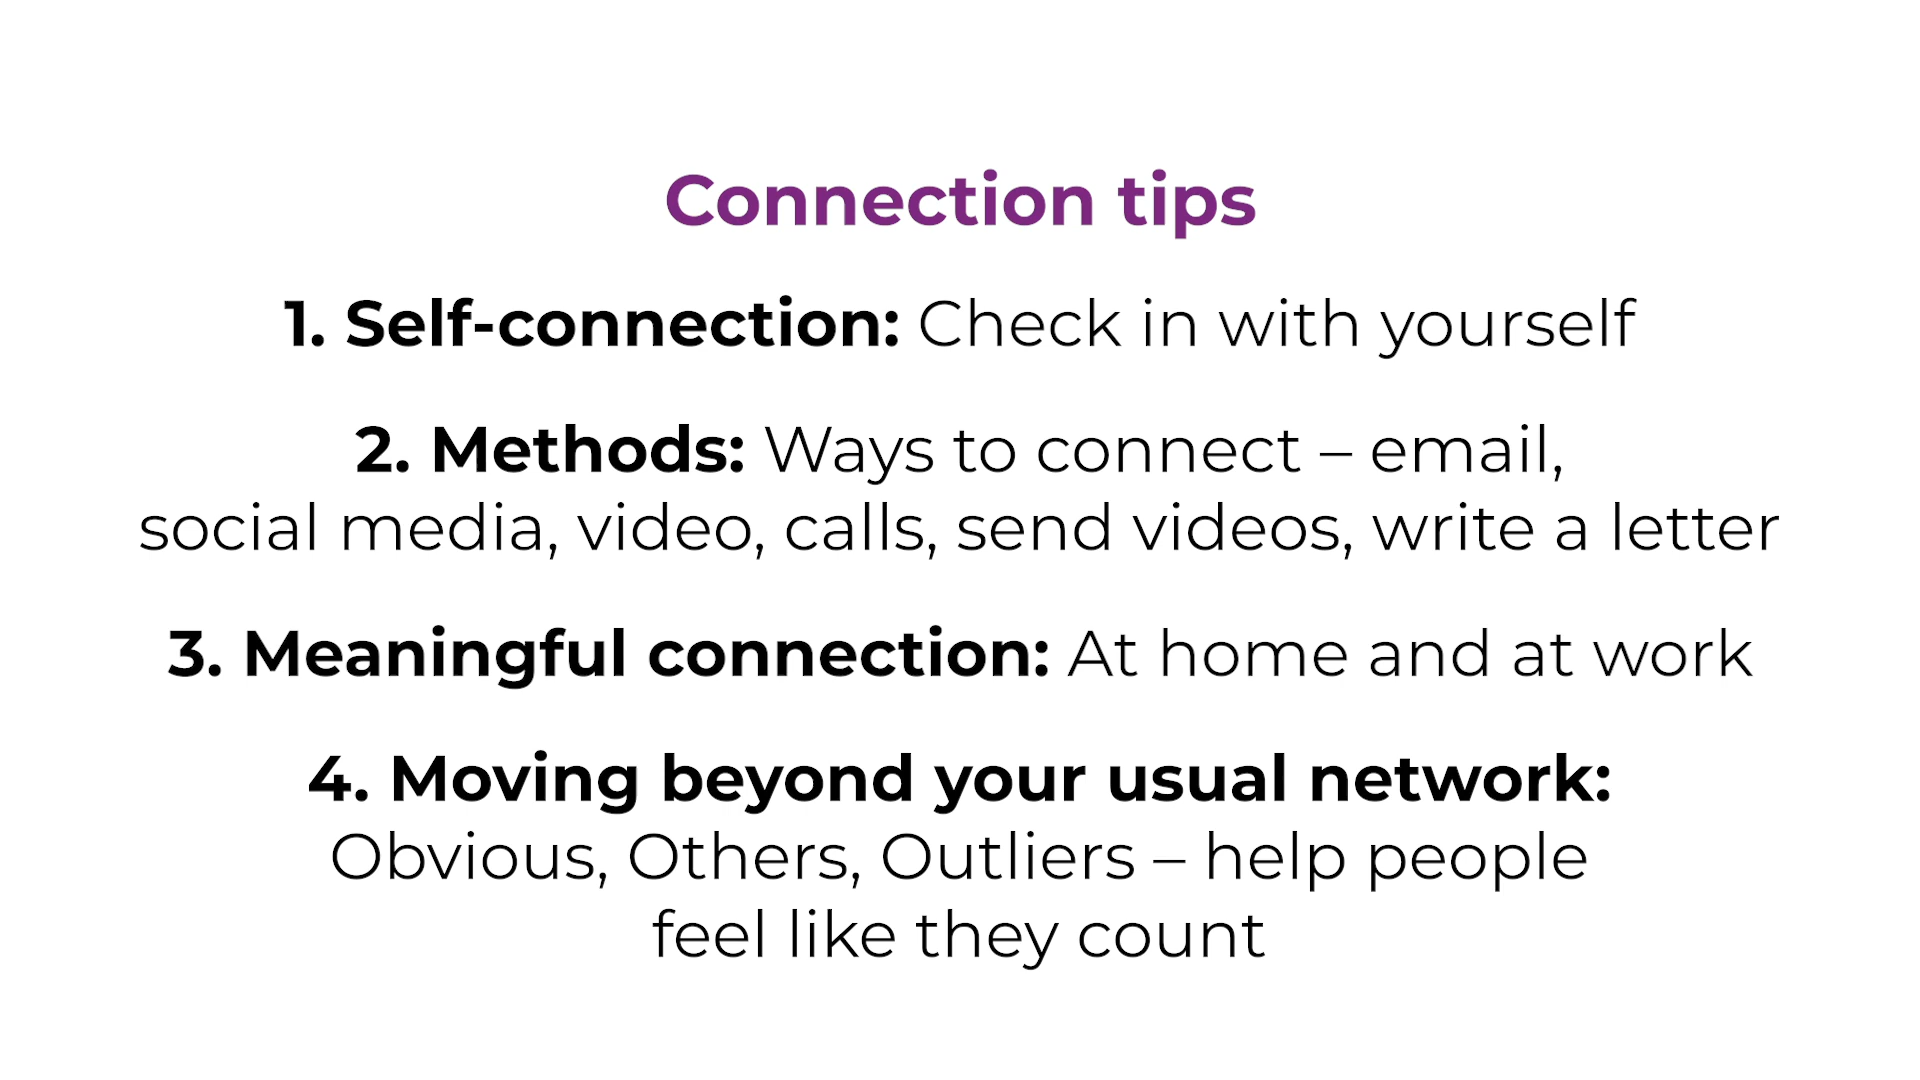 Connection tips
1. Self-connection: Check in with yourself
2. Methods: Ways to connect – email,
social media, video, calls, send videos, write a letter
3. Meaningful connection: At home and at work
4. Moving beyond your usual network:
Obvious, Others, Outliers – help people
feel like they count